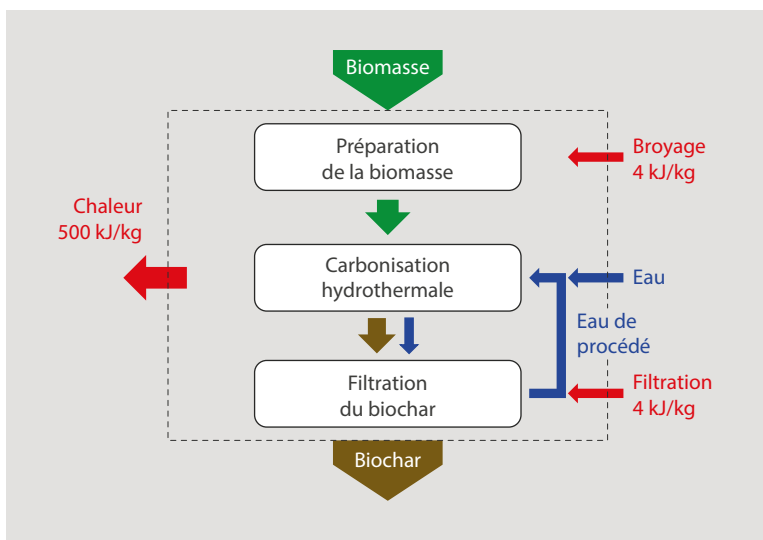 Biomasse
Préparation
de la biomasse
Broyage
4 kJ/kg
Chaleur
500 kJ/kg
Carbonisation
hydrothermale
Eau
Eau de
procédé
Filtration
du biochar
Filtration
4 kJ/kg
Biochar